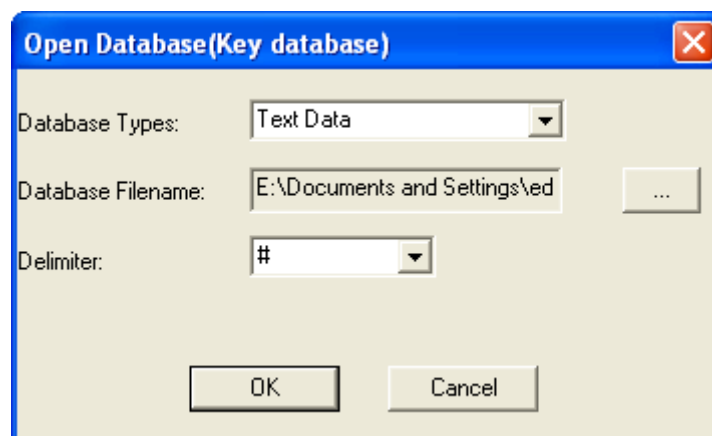 Open Database(Key database)
Database Types: Text Data
Database Filename: E:\Documents and Settings\ed ...
Delimiter: #
OK Cancel